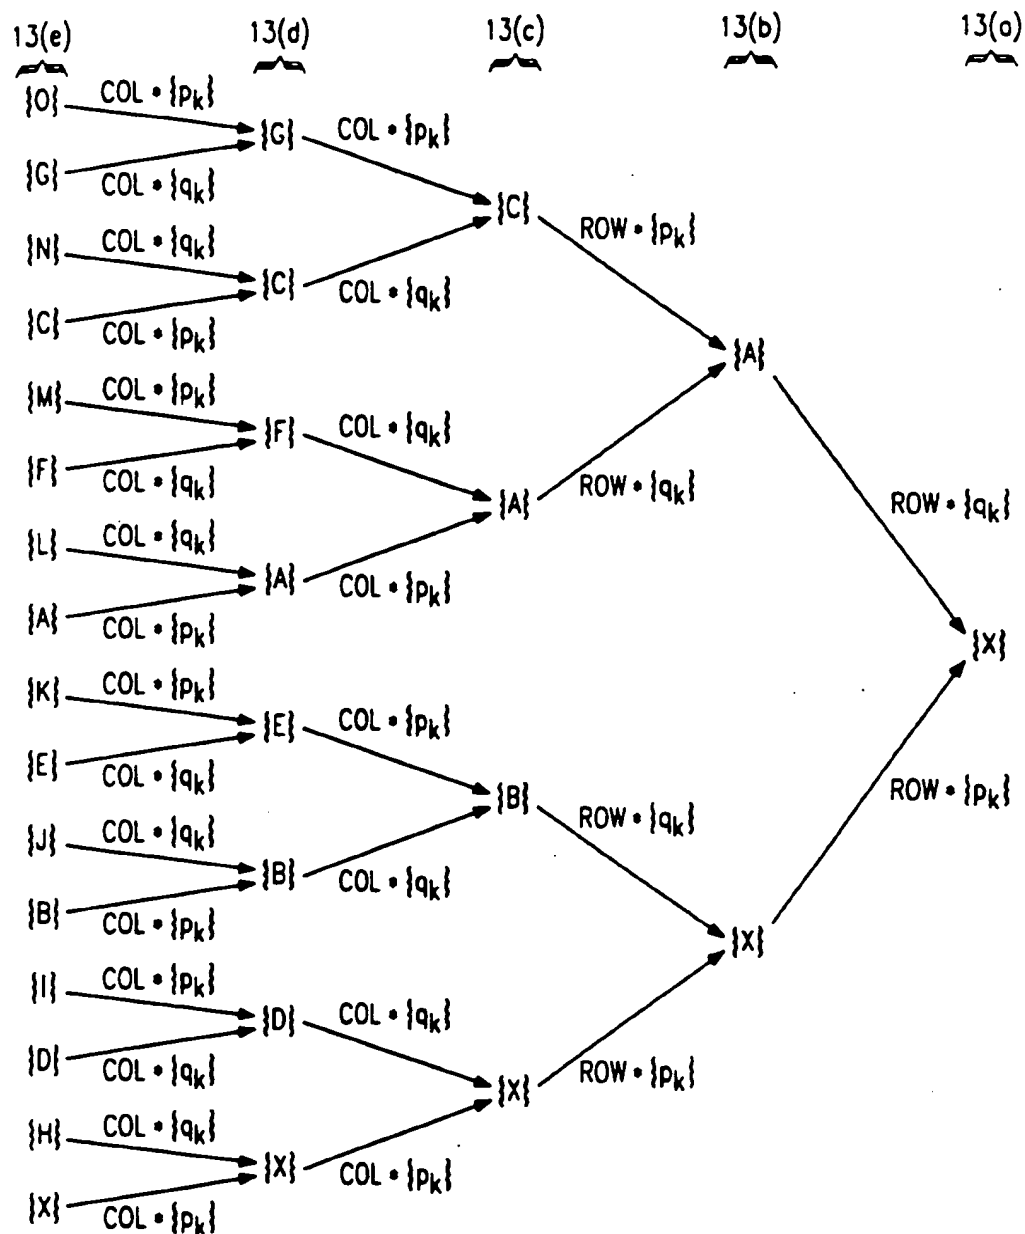 13(e) 13(d) 13(c) 13(b) 13(a)
{O} COL * {pk}
{G} COL * {pk}
{G} COL * {qk}
{C} ROW * {pk}
{N} COL * {qk}
{C} COL * {qk}
{C} COL * {pk}
{A}
{M} COL * {pk}
{F} COL * {qk}
{F} COL * {qk}
{A} ROW * {qk} ROW * {qk}
{L} COL * {qk}
{A} COL * {pk}
{A} COL * {pk}
{X}
{K} COL * {pk}
{E} COL * {pk}
{E} COL * {qk}
{B} ROW * {qk} ROW * {pk}
{J} COL * {qk}
{B} COL * {qk}
{B} COL * {pk}
{X}
{I} COL * {pk}
{D} COL * {qk}
{D} COL * {qk}
{X} ROW * {pk}
{H} COL * {qk}
{X} COL * {pk}
{X} COL * {pk}